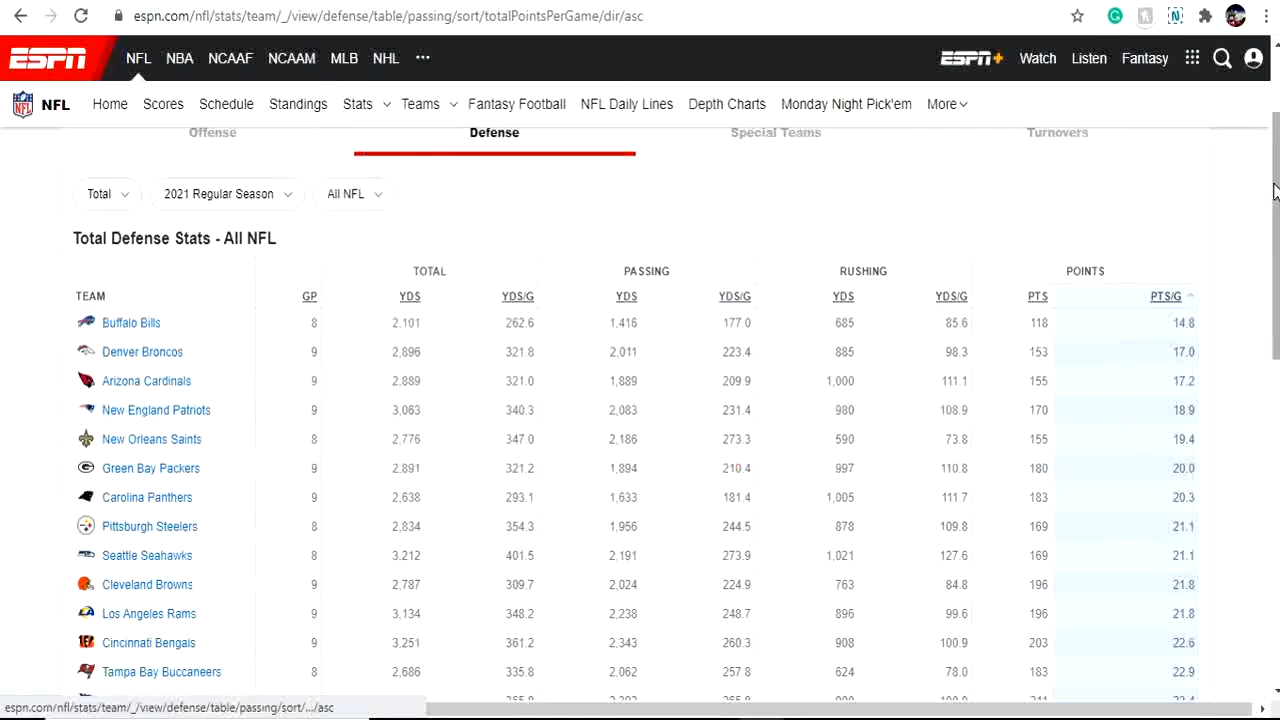 espn.com/nfl/stats/team/_/view/defense/table/passing/sort/totalPointsPerGame/dir/asc
ESPN NFL NBA NCAAF NCAAM MLB NHL ••• ESPN+ Watch Listen Fantasy
NFL Home Scores Schedule Standings Stats Teams Fantasy Football NFL Daily Lines Depth Charts Monday Night Pick'em More
Offense Defense Special Teams Turnovers
Total 2021 Regular Season All NFL
Total Defense Stats - All NFL
TOTAL PASSING RUSHING POINTS
TEAM GP YDS YDS/G YDS YDS/G YDS YDS/G PTS PTS/G
Buffalo Bills 8 2,101 262.6 1,416 177.0 685 85.6 118 14.8
Denver Broncos 9 2,896 321.8 2,011 223.4 885 98.3 153 17.0
Arizona Cardinals 9 2,889 321.0 1,889 209.9 1,000 111.1 155 17.2
New England Patriots 9 3,063 340.3 2,083 231.4 980 108.9 170 18.9
New Orleans Saints 8 2,776 347.0 2,186 273.3 590 73.8 155 19.4
Green Bay Packers 9 2,891 321.2 1,894 210.4 997 110.8 180 20.0
Carolina Panthers 9 2,638 293.1 1,633 181.4 1,005 111.7 183 20.3
Pittsburgh Steelers 8 2,834 354.3 1,956 244.5 878 109.8 169 21.1
Seattle Seahawks 8 3,212 401.5 2,191 273.9 1,021 127.6 169 21.1
Cleveland Browns 9 2,787 309.7 2,024 224.9 763 84.8 196 21.8
Los Angeles Rams 9 3,134 348.2 2,238 248.7 896 99.6 196 21.8
Cincinnati Bengals 9 3,251 361.2 2,343 260.3 908 100.9 203 22.6
Tampa Bay Buccaneers 8 2,686 335.8 2,062 257.8 624 78.0 183 22.9
espn.com/nfl/stats/team/_/view/defense/table/passing/sort/.../asc